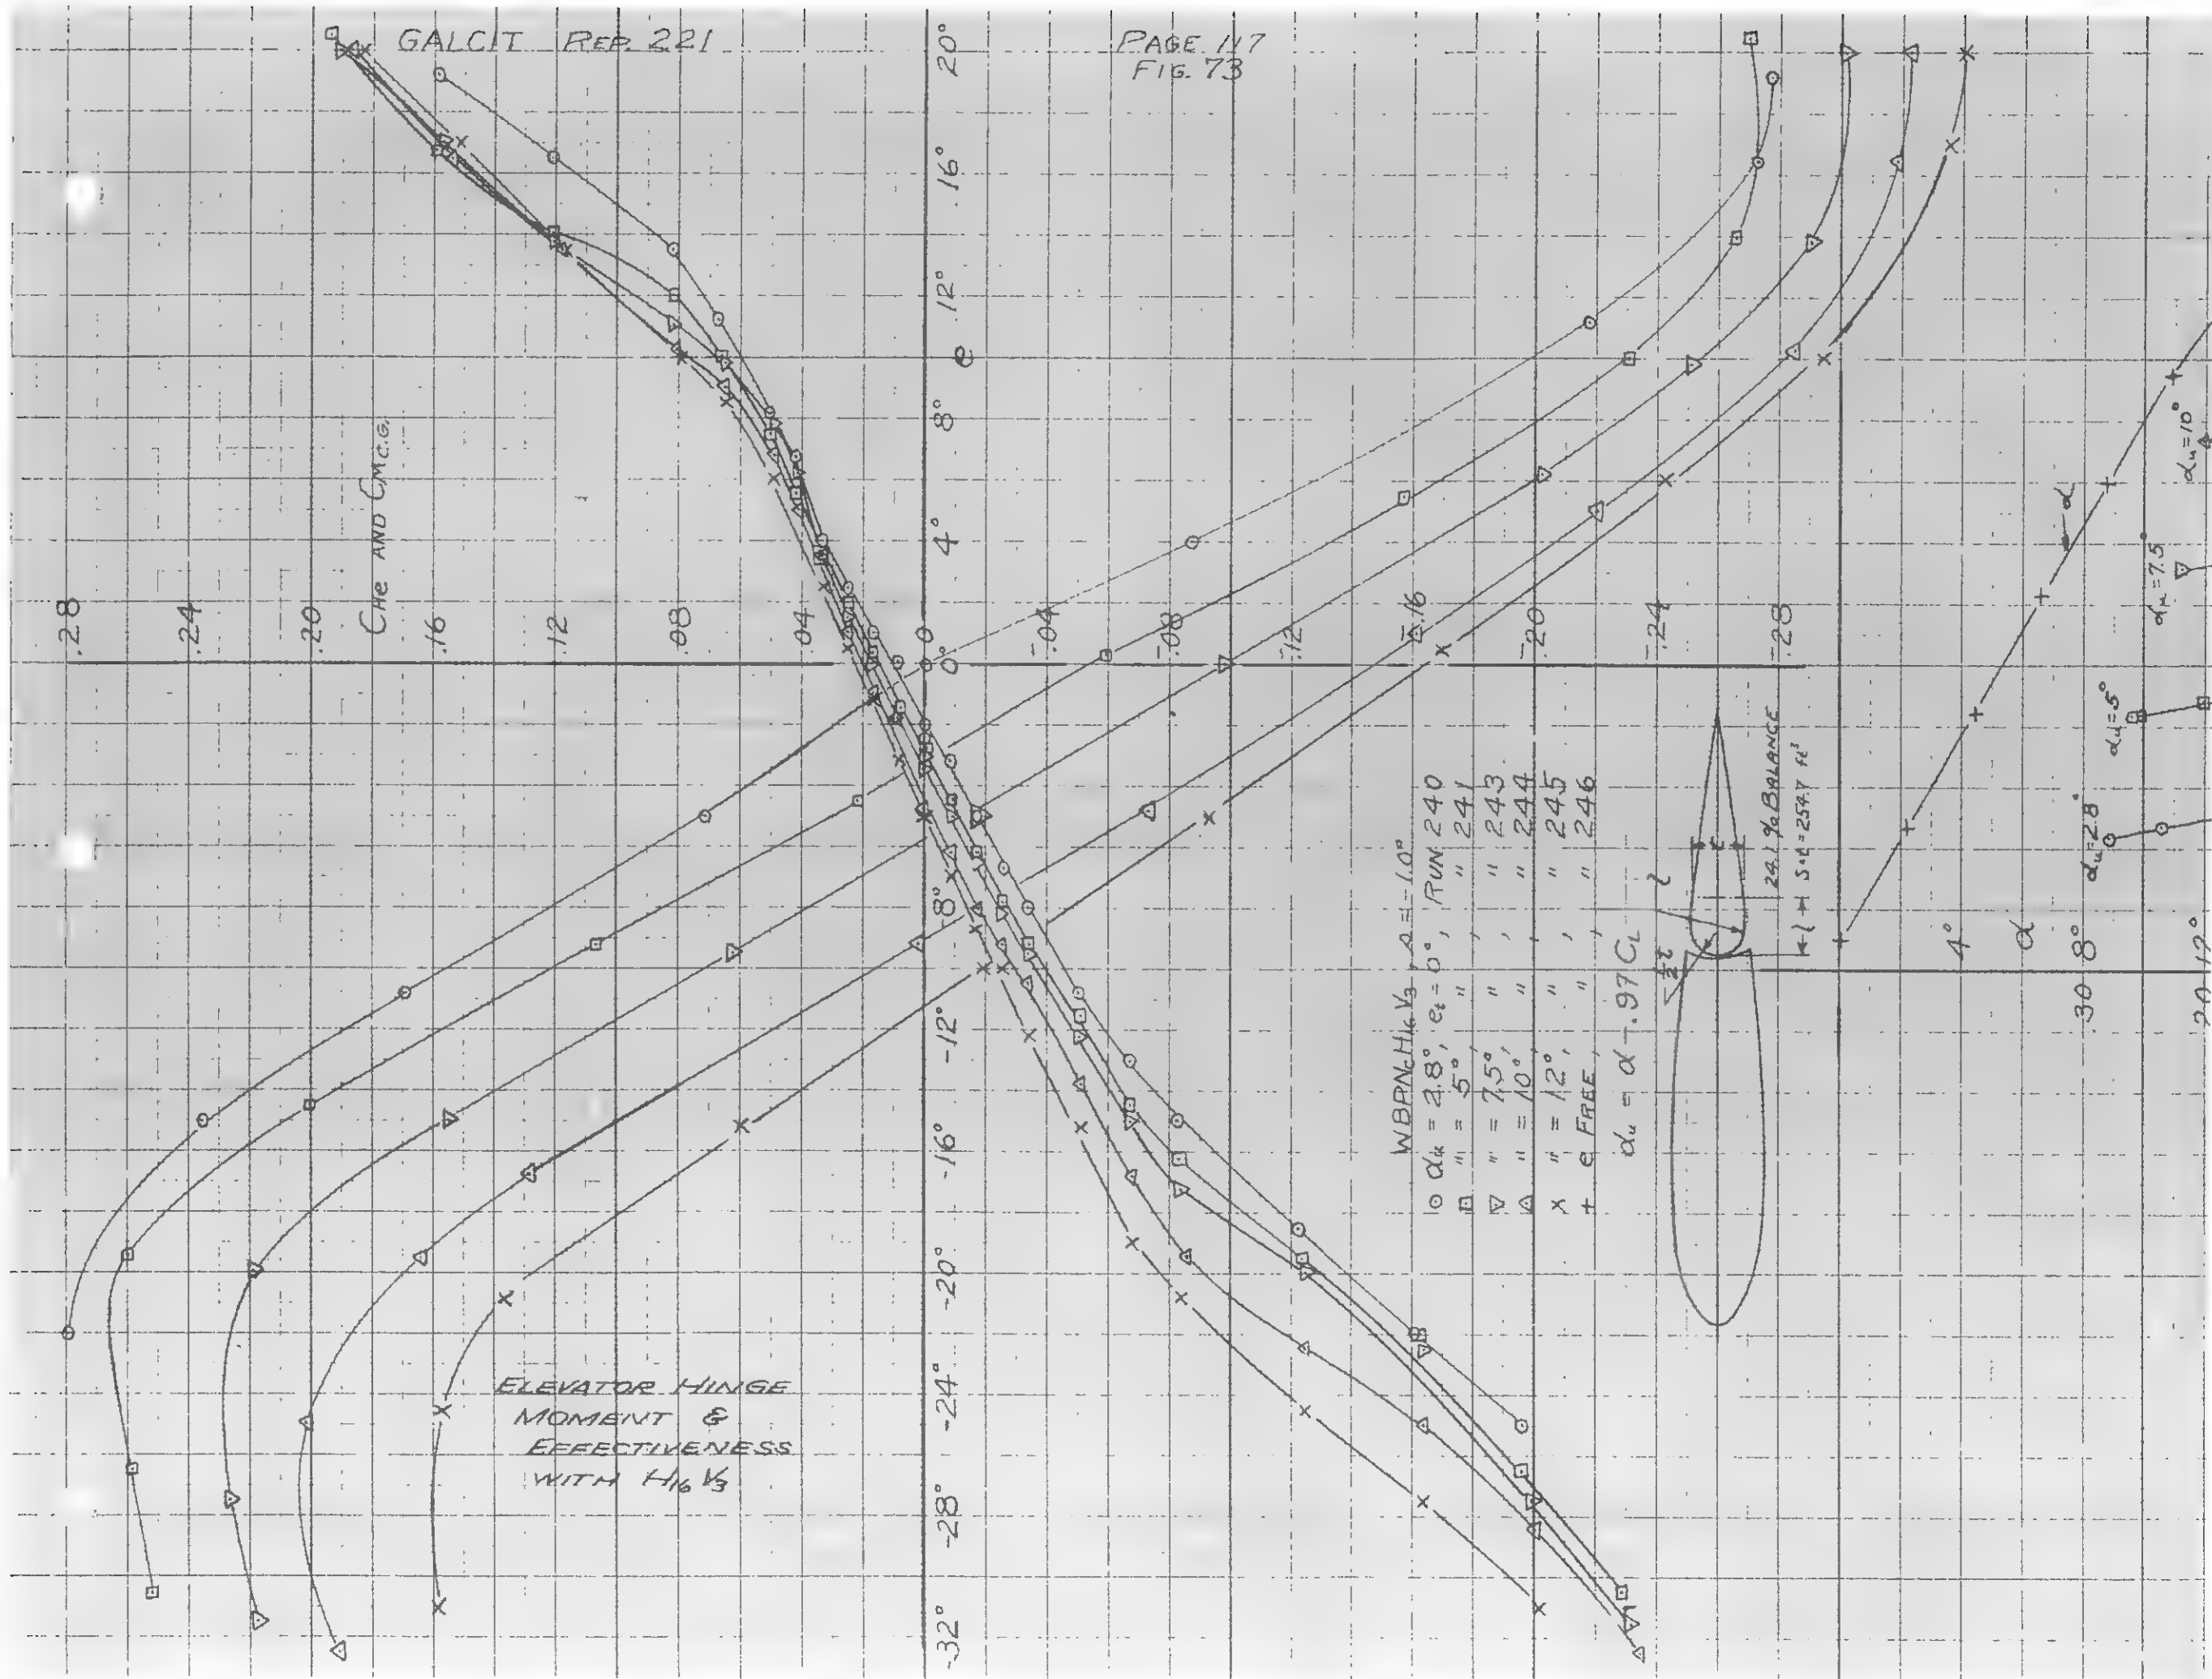 GALCIT REP. 221
PAGE 117
FIG. 73
20°
16°
12°
e
8°
4°
0°
-8°
-12°
-16°
-20°
-24°
-28°
-32°
CHe AND CMC.G.
.28
.24
.20
.16
.12
.08
.04
0
-.04
-.08
-.12
-.16
-.20
-.24
-.28
ELEVATOR HINGE
MOMENT &
EFFECTIVENESS
WITH H16 V3
⊙ αu = 2.8°, et = 0°, RUN 240
⊡ " = 5° " , " 241
▽ " = 7.5°, " , " 243
△ " = 10°, " , " 244
× " = 12°, " , " 245
+ e FREE, " , " 246
αu = α - .97 CL
½t
l
24.1 % BALANCE
α
αu=2.8°
αu=5°
αu=7.5
αu=10°
4°
α
8°
.30
12°
.20